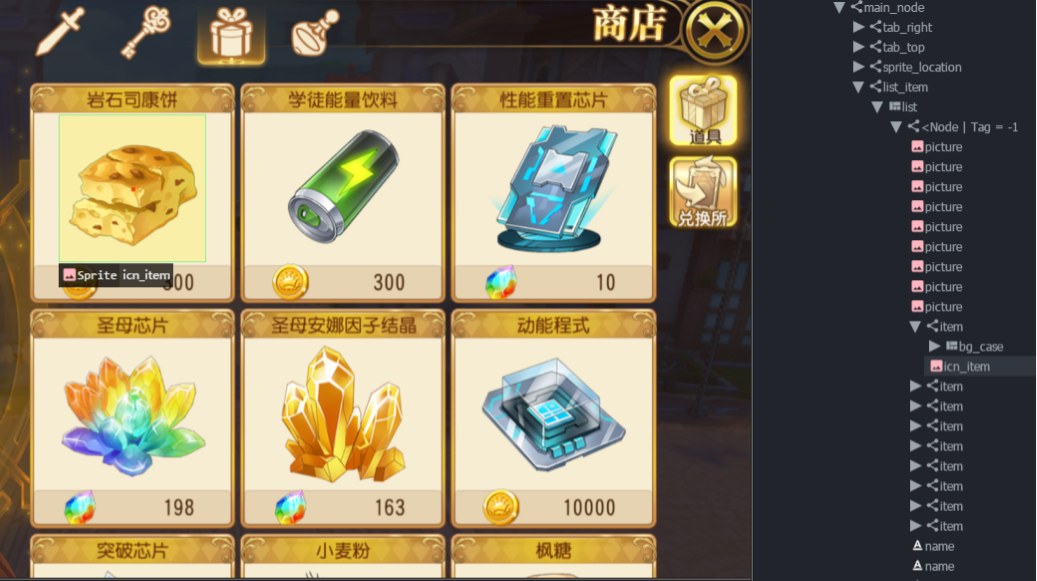 商店
岩石司康饼
学徒能量饮料
性能重置芯片
道具
兑换所
Sprite icn_item
300
300
10
圣母芯片
圣母安娜因子结晶
动能程式
198
163
10000
突破芯片
小麦粉
枫糖
main_node
tab_right
tab_top
sprite_location
list_item
list
<Node | Tag = -1
picture
picture
picture
picture
picture
picture
picture
picture
picture
item
bg_case
icn_item
item
item
item
item
item
item
item
item
name
name